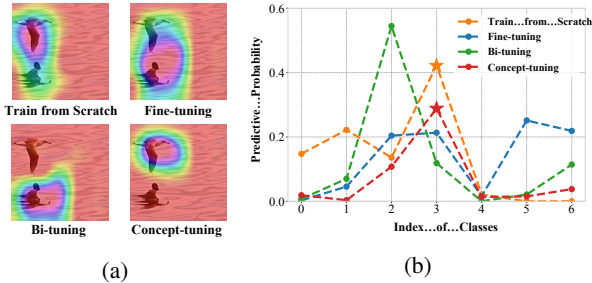 Train from Scratch
Fine-tuning
Bi-tuning
Concept-tuning
(a)
Predictive...Probability
0.6
0.4
0.2
0.0
0 1 2 3 4 5 6
Index...of...Classes
Train...from...Scratch
Fine-tuning
Bi-tuning
Concept-tuning
(b)